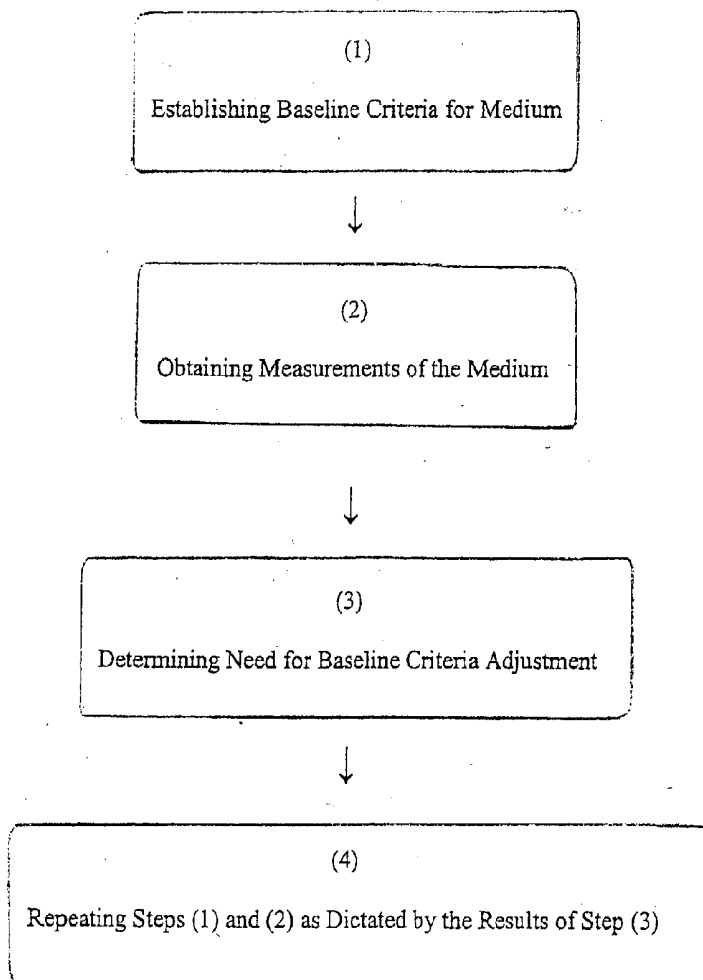 (1)
Establishing Baseline Criteria for Medium
↓
(2)
Obtaining Measurements of the Medium
↓
(3)
Determining Need for Baseline Criteria Adjustment
↓
(4)
Repeating Steps (1) and (2) as Dictated by the Results of Step (3)